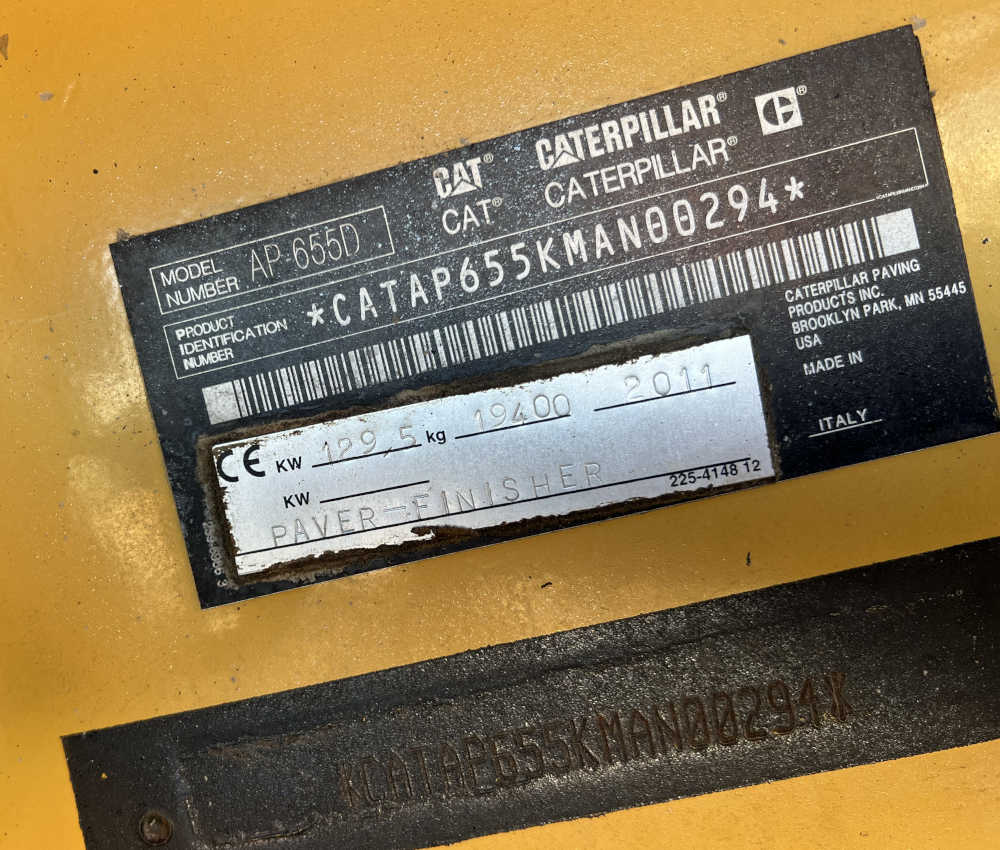 CAT® CATERPILLAR®
CAT® CATERPILLAR®
MODEL NUMBER AP-655D
PRODUCT IDENTIFICATION NUMBER *CATAP655KMAN00294*
CATERPILLAR PAVING
PRODUCTS INC.
BROOKLYN PARK, MN 55445
USA
MADE IN
ITALY
CE KW 129,5 kg 19400 2011
KW
225-4148 12
PAVER-FINISHER
*CATAP655KMAN00294*